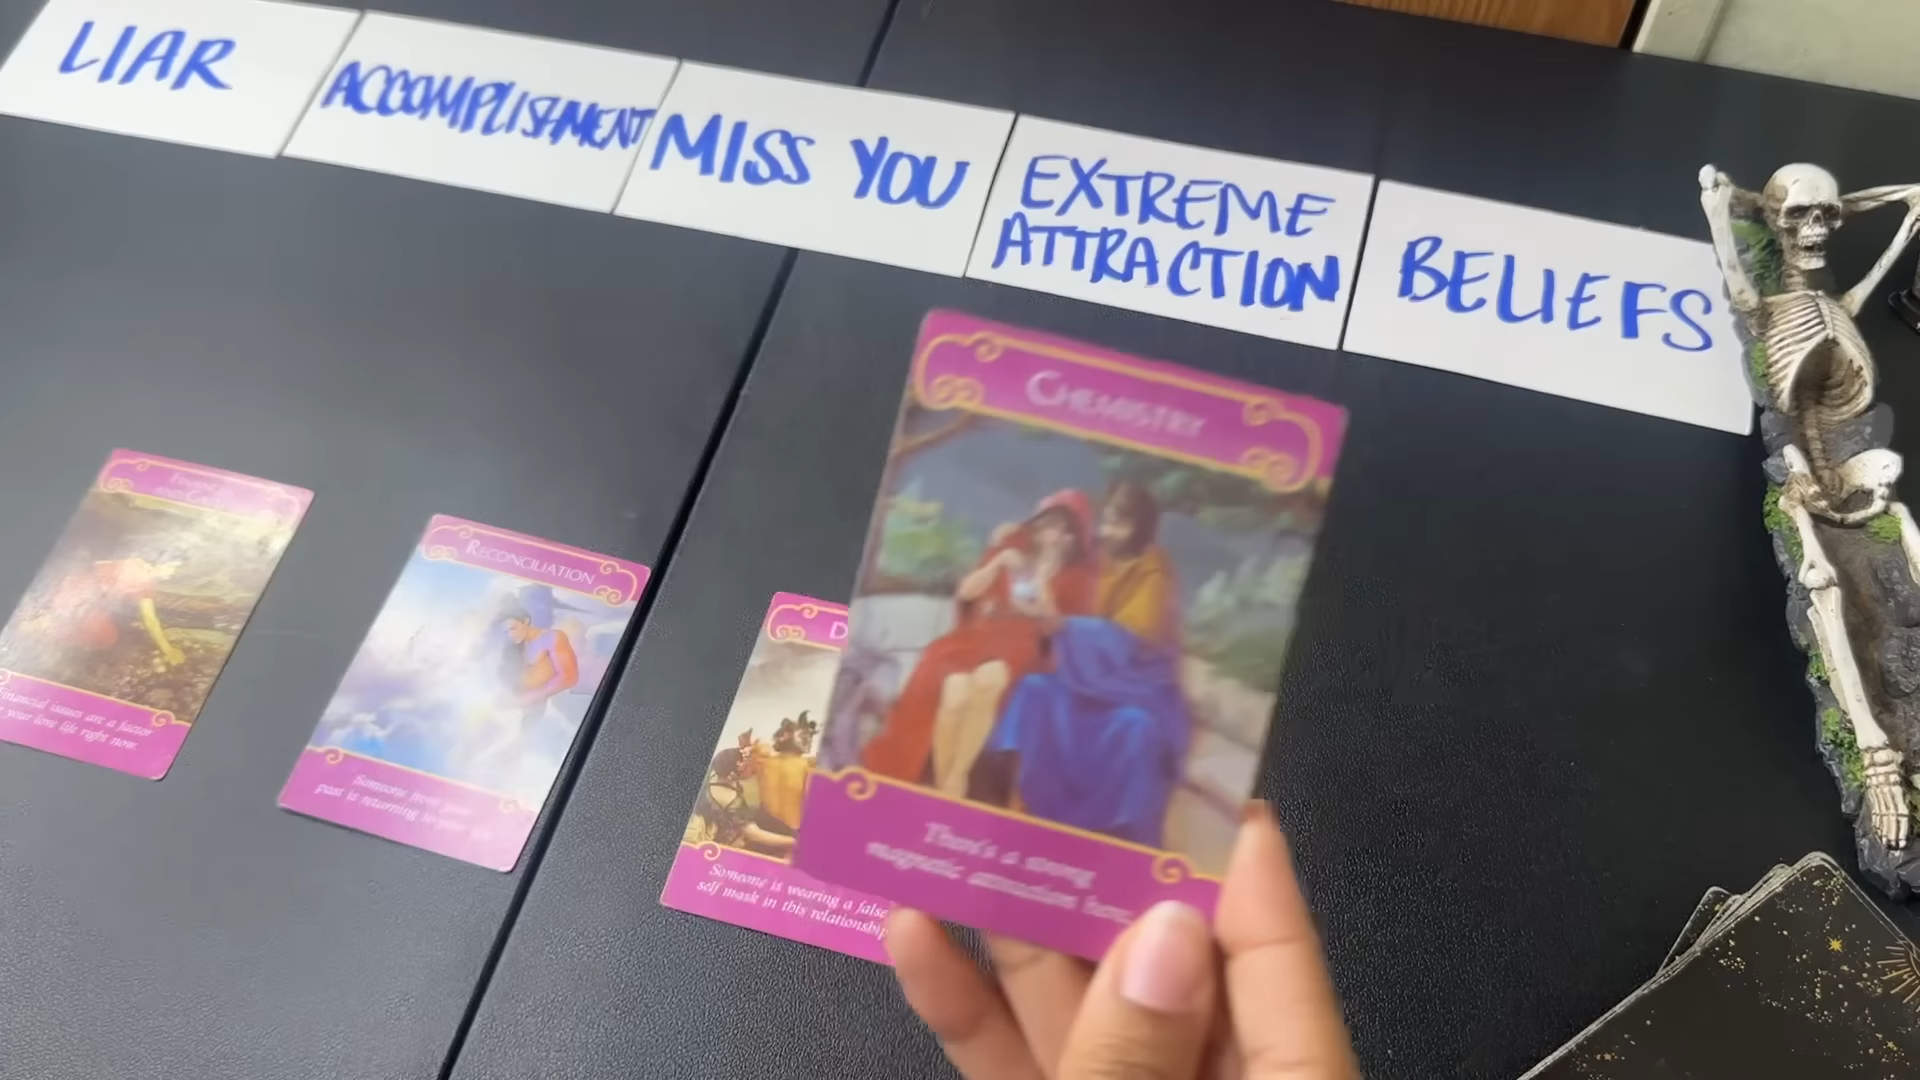 LIAR
ACCOMPLISHMENT
MISS YOU
EXTREME
ATTRACTION
BELIEFS
CHEMISTRY
There's a strong
magnetic attraction here.
Financial issues are a factor
your love life right now.
RECONCILIATION
Someone from your
past is returning to your
D
Someone is wearing a false
self mask in this relationship